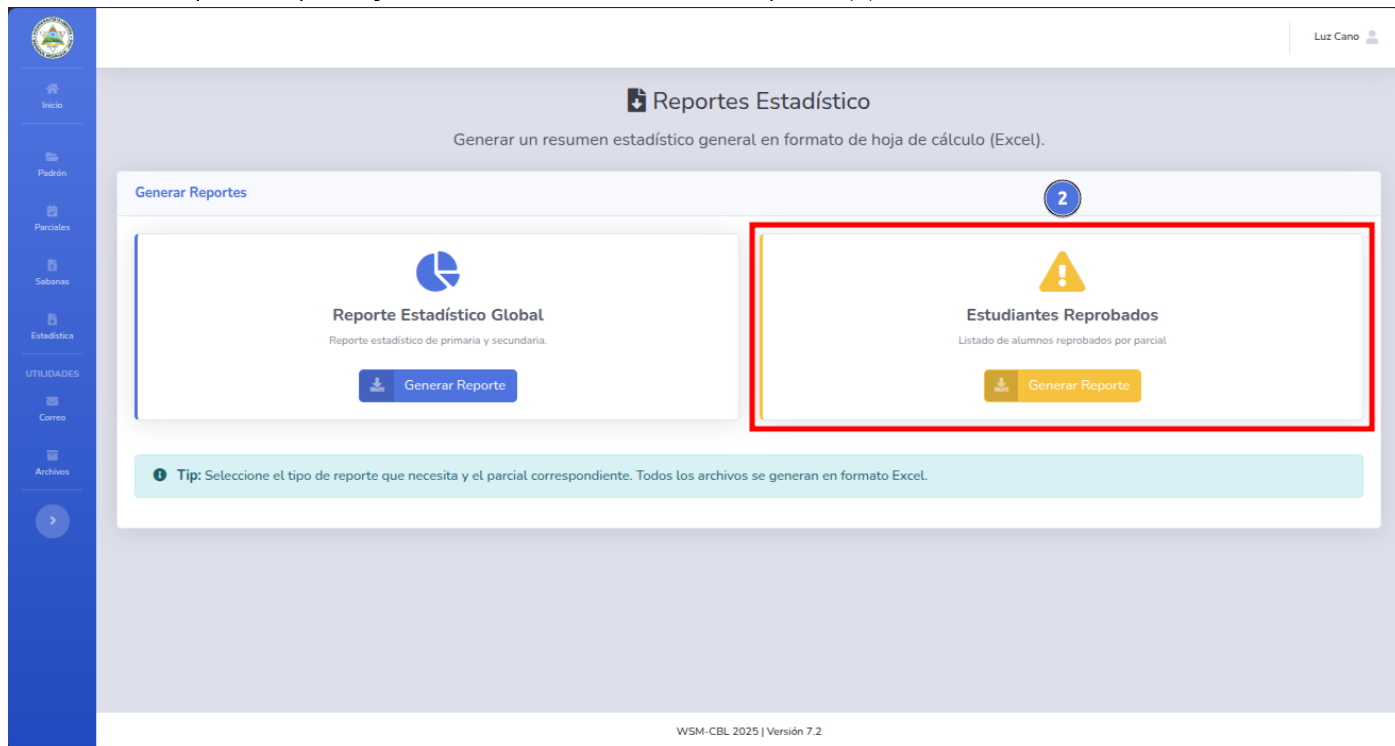 Luz Cano
Inicio
Padrón
Parciales
Sabanas
Estadística
UTILIDADES
Correo
Archivos
Reportes Estadístico
Generar un resumen estadístico general en formato de hoja de cálculo (Excel).
Generar Reportes
2
Reporte Estadístico Global
Reporte estadístico de primaria y secundaria.
Generar Reporte
Estudiantes Reprobados
Listado de alumnos reprobados por parcial
Generar Reporte
Tip: Seleccione el tipo de reporte que necesita y el parcial correspondiente. Todos los archivos se generan en formato Excel.
WSM-CBL 2025 | Versión 7.2